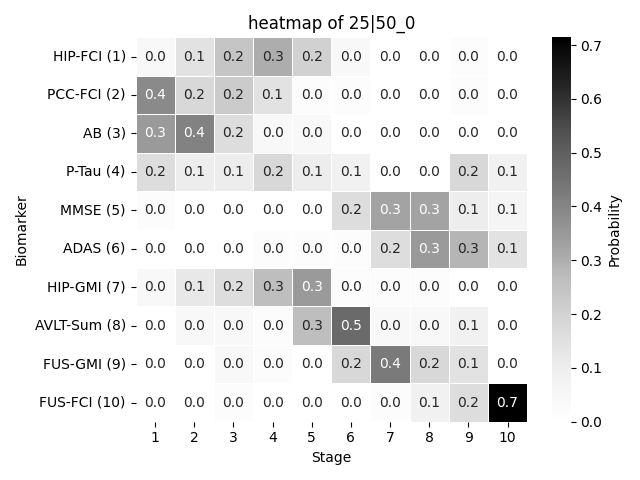 heatmap of 25|50_0
HIP-FCI (1) 0.0 0.1 0.2 0.3 0.2 0.0 0.0 0.0 0.0 0.0
PCC-FCI (2) 0.4 0.2 0.2 0.1 0.0 0.0 0.0 0.0 0.0 0.0
AB (3) 0.3 0.4 0.2 0.0 0.0 0.0 0.0 0.0 0.0 0.0
P-Tau (4) 0.2 0.1 0.1 0.2 0.1 0.1 0.0 0.0 0.2 0.1
MMSE (5) 0.0 0.0 0.0 0.0 0.0 0.2 0.3 0.3 0.1 0.1
ADAS (6) 0.0 0.0 0.0 0.0 0.0 0.0 0.2 0.3 0.3 0.1
HIP-GMI (7) 0.0 0.1 0.2 0.3 0.3 0.0 0.0 0.0 0.0 0.0
AVLT-Sum (8) 0.0 0.0 0.0 0.0 0.3 0.5 0.0 0.0 0.1 0.0
FUS-GMI (9) 0.0 0.0 0.0 0.0 0.0 0.2 0.4 0.2 0.1 0.0
FUS-FCI (10) 0.0 0.0 0.0 0.0 0.0 0.0 0.0 0.1 0.2 0.7
1 2 3 4 5 6 7 8 9 10
Stage
Biomarker
0.7
0.6
0.5
0.4
0.3
0.2
0.1
0.0
Probability